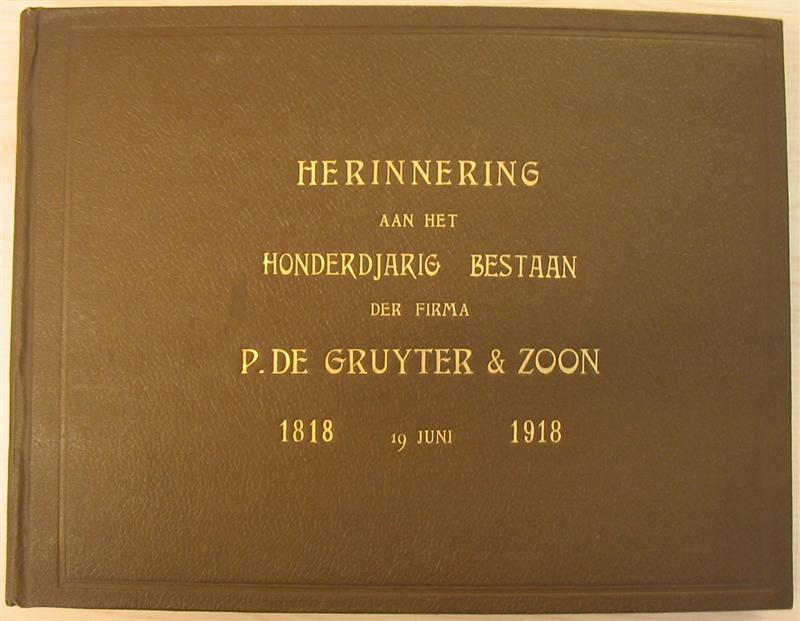 HERINNERING
AAN HET
HONDERDJARIG BESTAAN
DER FIRMA
P. DE GRUYTER & ZOON
1818 19 JUNI 1918